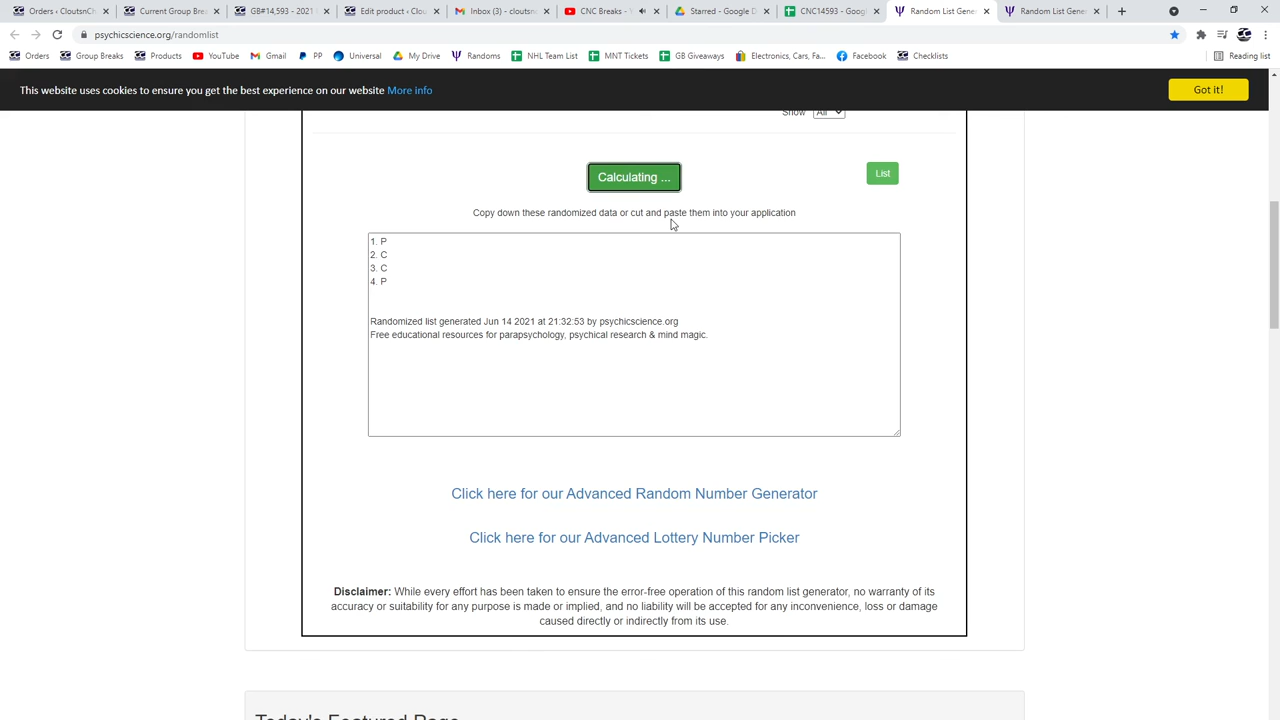 Orders ‹ CloutsnCh
Current Group Brea
GB#14,593 - 2021 U
Edit product ‹ Clou
Inbox (3) - cloutsnc
CNC Breaks -
Starred - Google D
CNC14593 - Google
Random List Gene
Random List Gene
psychicscience.org/randomlist
Orders
Group Breaks
Products
YouTube
Gmail
PP
Universal
My Drive
Randoms
NHL Team List
MNT Tickets
GB Giveaways
Electronics, Cars, Fa...
Facebook
Checklists
Reading list
This website uses cookies to ensure you get the best experience on our website More info
Got it!
Show All
Calculating ...
List
Copy down these randomized data or cut and paste them into your application
1. P
2. C
3. C
4. P
Randomized list generated Jun 14 2021 at 21:32:53 by psychicscience.org
Free educational resources for parapsychology, psychical research & mind magic.
Click here for our Advanced Random Number Generator
Click here for our Advanced Lottery Number Picker
Disclaimer: While every effort has been taken to ensure the error-free operation of this random list generator, no warranty of its
accuracy or suitability for any purpose is made or implied, and no liability will be accepted for any inconvenience, loss or damage
caused directly or indirectly from its use.
Today's Featured Page